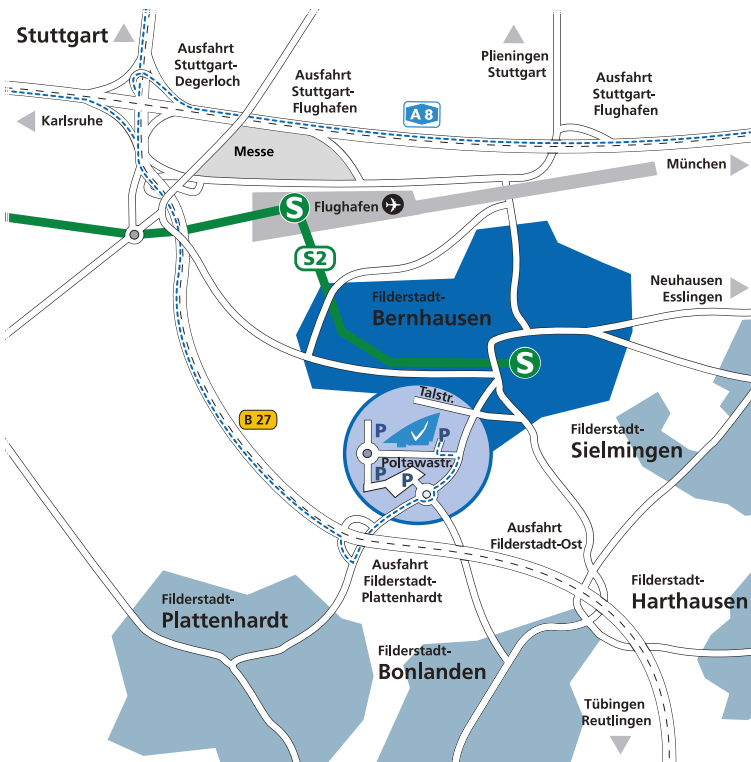 Stuttgart
Ausfahrt
Stuttgart-
Degerloch
Ausfahrt
Stuttgart-
Flughafen
Plieningen
Stuttgart
Ausfahrt
Stuttgart-
Flughafen
A 8
Karlsruhe
Messe
München
S
Flughafen
S2
Neuhausen
Esslingen
Filderstadt-
Bernhausen
S
Talstr.
B 27
P
P
Filderstadt-
Sielmingen
Poltawastr.
P
P
Ausfahrt
Filderstadt-Ost
Ausfahrt
Filderstadt-
Plattenhardt
Filderstadt-
Harthausen
Filderstadt-
Plattenhardt
Filderstadt-
Bonlanden
Tübingen
Reutlingen